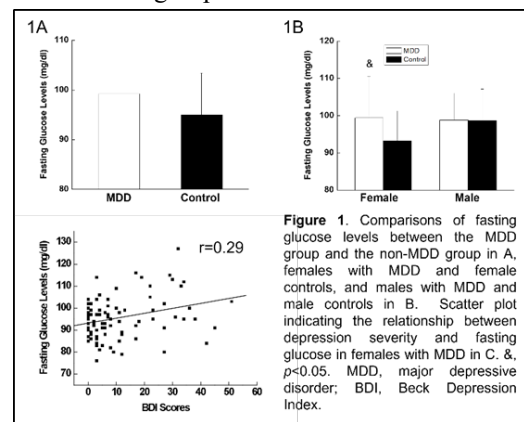 1A
Fasting Glucose Levels (mg/dl)
110
100
90
80
MDD
Control
1B
Fasting Glucose Levels (mg/dl)
120
110
100
90
80
MDD
Control
&
Female
Male
Fasting Glucose Levels (mg/dl)
130
120
110
100
90
80
70
r=0.29
0
10
20
30
40
50
60
BDI Scores
Figure 1. Comparisons of fasting
glucose levels between the MDD
group and the non-MDD group in A,
females with MDD and female
controls, and males with MDD and
male controls in B. Scatter plot
indicating the relationship between
depression severity and fasting
glucose in females with MDD in C. &,
p<0.05. MDD, major depressive
disorder; BDI, Beck Depression
Index.